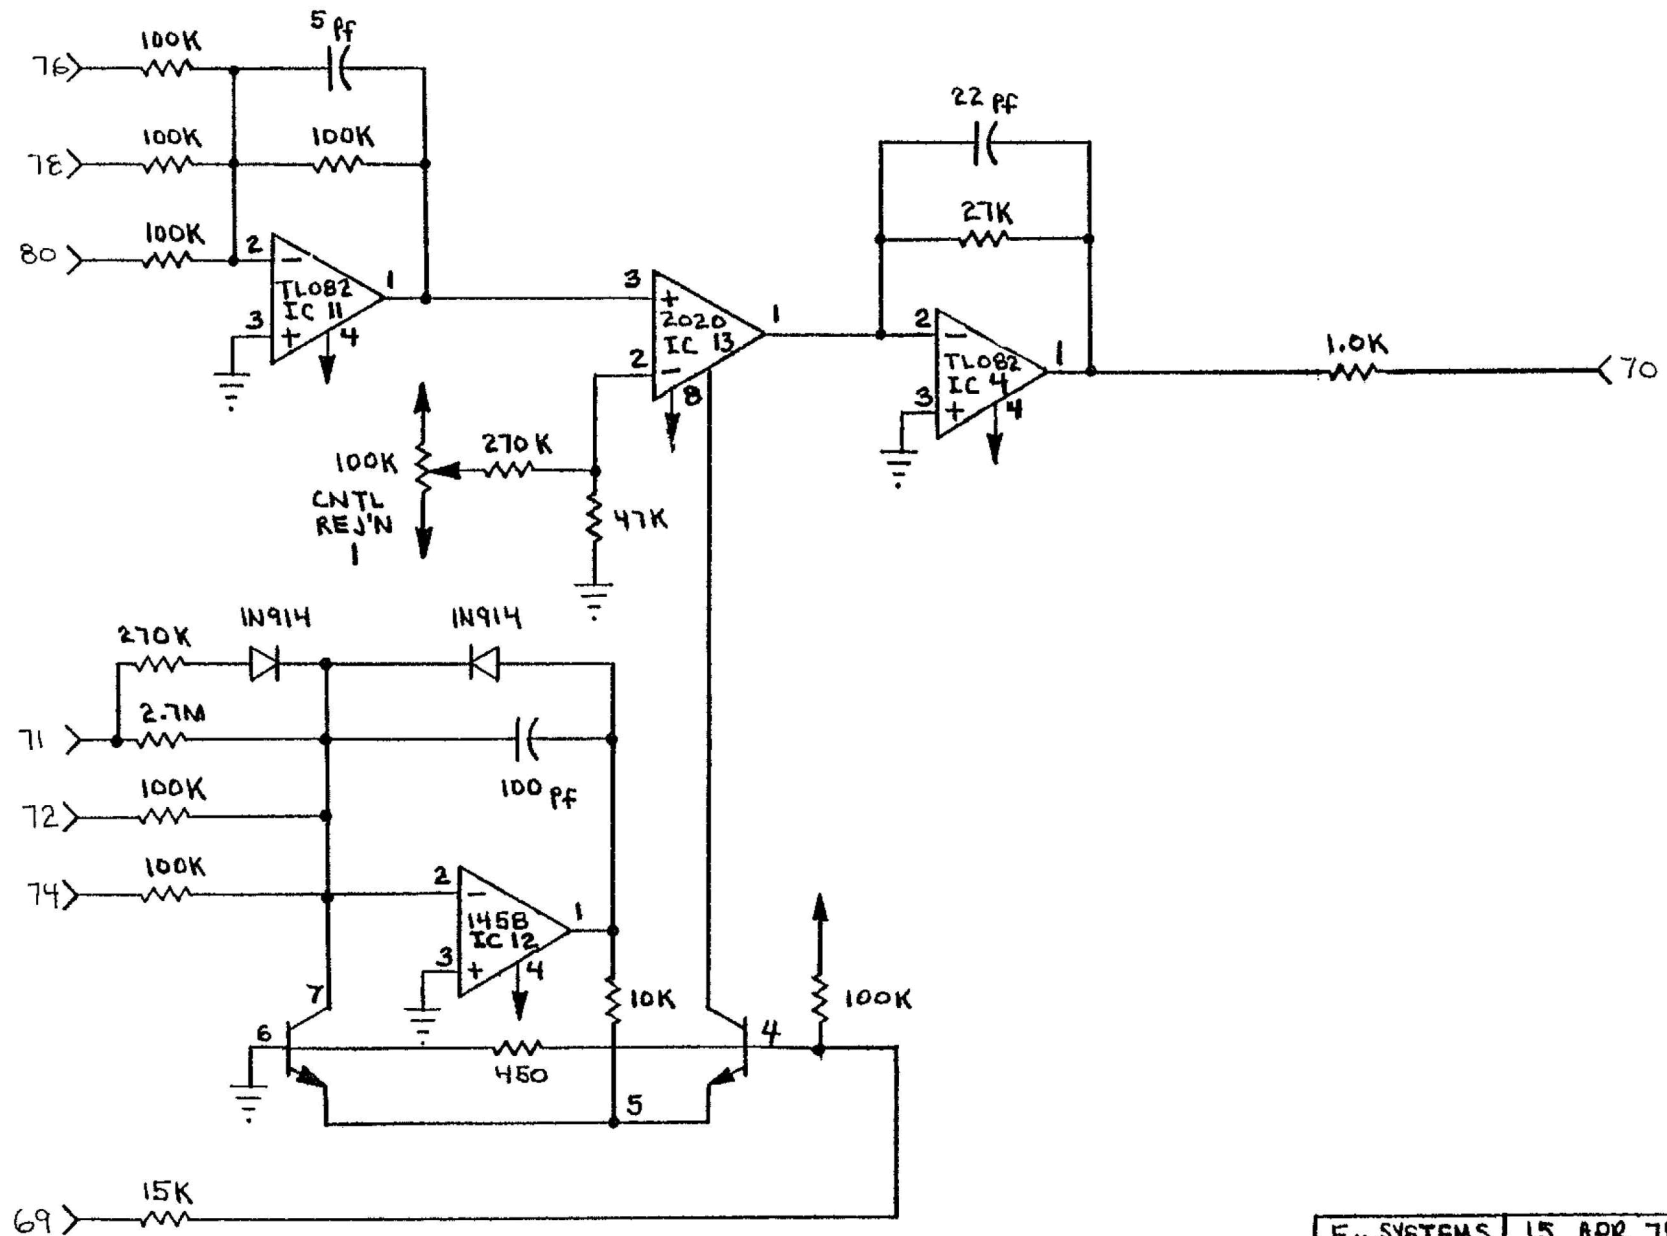 5 Pf
100K
76
100K
100K
78
100K
80
2
-
1
TL082
IC 11
3
+
4
22 Pf
27K
3
+
2020
IC 13
1
2
-
8
2
-
1
TL082
IC 4
3
+
4
1.0K
70
100K
CNTL
REJ'N
1
270K
47K
1N914
1N914
270K
2.7M
71
100 Pf
100K
72
100K
74
2
-
1
1458
IC 12
3
+
4
7
10K
100K
6
4
450
5
15K
69
SYSTEMS
15 APR